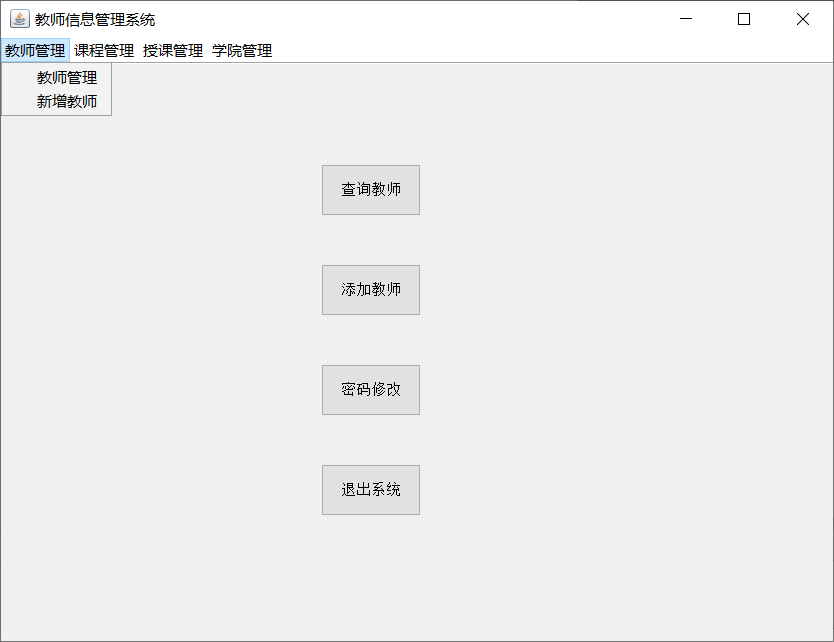 教师信息管理系统
教师管理 课程管理 授课管理 学院管理
教师管理
新增教师
查询教师
添加教师
密码修改
退出系统